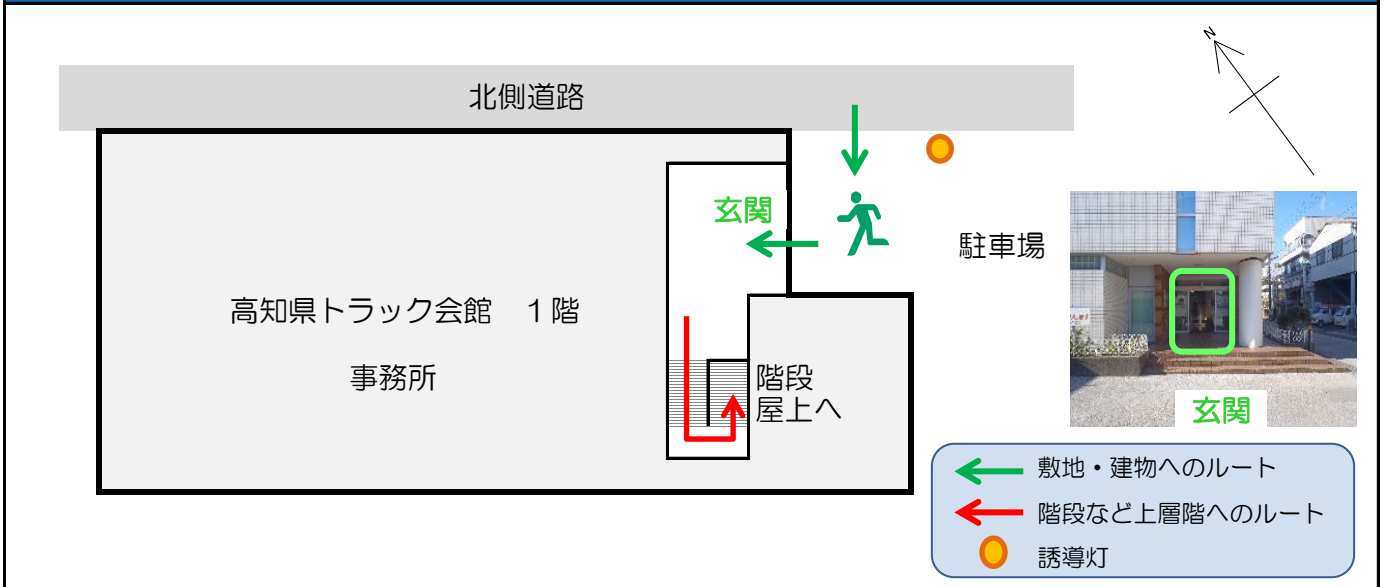 N
北側道路
玄関
駐車場
高知県トラック会館　1階
事務所
階段
屋上へ
玄関
敷地・建物へのルート
階段など上層階へのルート
誘導灯